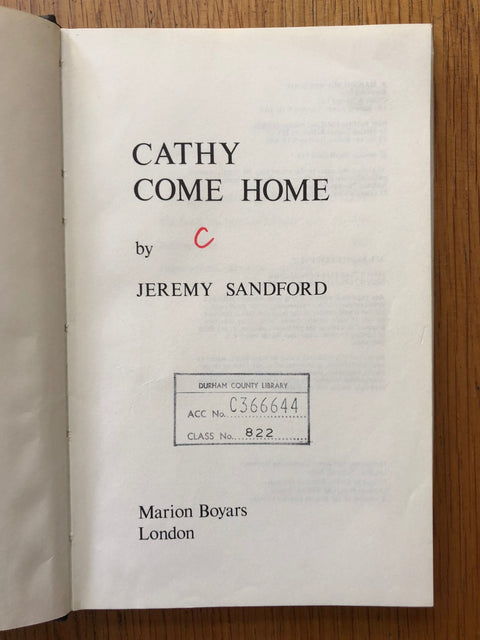 CATHY
COME HOME
by
C
JEREMY SANDFORD
DURHAM COUNTY LIBRARY
ACC No. C366644
CLASS No. 822
Marion Boyars
London